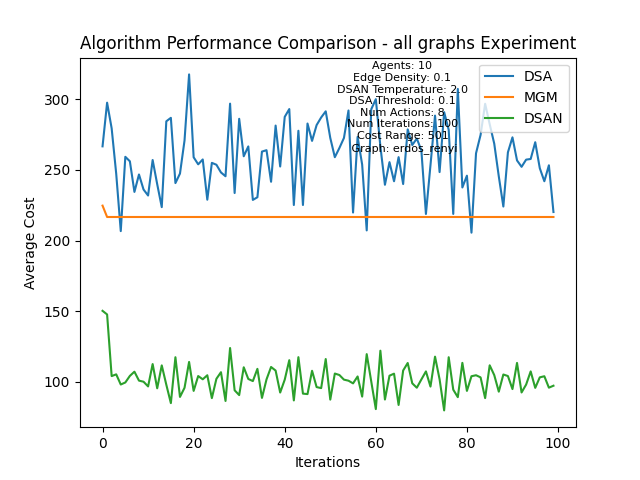 Algorithm Performance Comparison - all graphs Experiment
Agents: 10
Edge Density: 0.1
DSAN Temperature: 2.0
DSA Threshold: 0.1
Num Actions: 8
Num Iterations: 100
Cost Range: 501
Graph: erdos_renyi
DSA
MGM
DSAN
300
250
200
150
100
Average Cost
0 20 40 60 80 100
Iterations